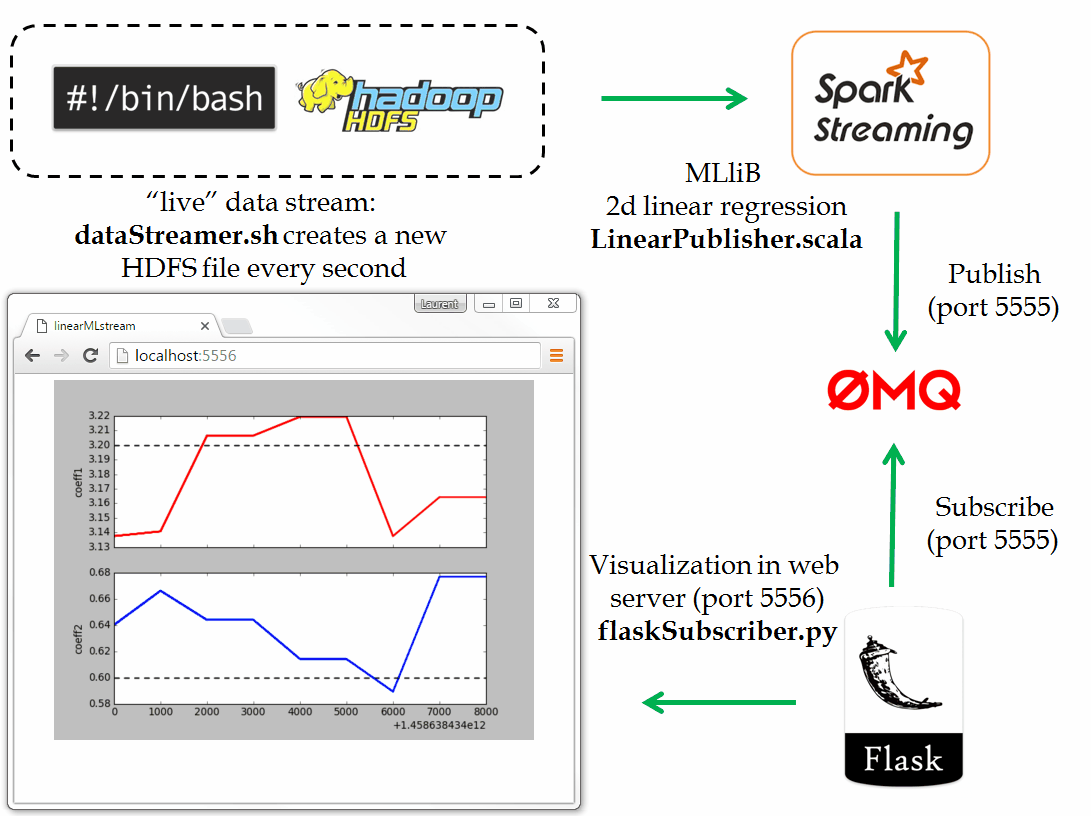 #!/bin/bash
hadoop
HDFS
Spark
Streaming
“live” data stream:
dataStreamer.sh creates a new
HDFS file every second
MLliB
2d linear regression
LinearPublisher.scala
Publish
(port 5555)
ØMQ
Subscribe
(port 5555)
Visualization in web
server (port 5556)
flaskSubscriber.py
Flask
Laurent
linearMLstream
localhost:5556
3.22
3.21
3.20
3.19
3.18
3.17
3.16
3.15
3.14
3.13
coeff1
0.68
0.66
0.64
0.62
0.60
0.58
coeff2
0 1000 2000 3000 4000 5000 6000 7000 8000
+1.458638434e12